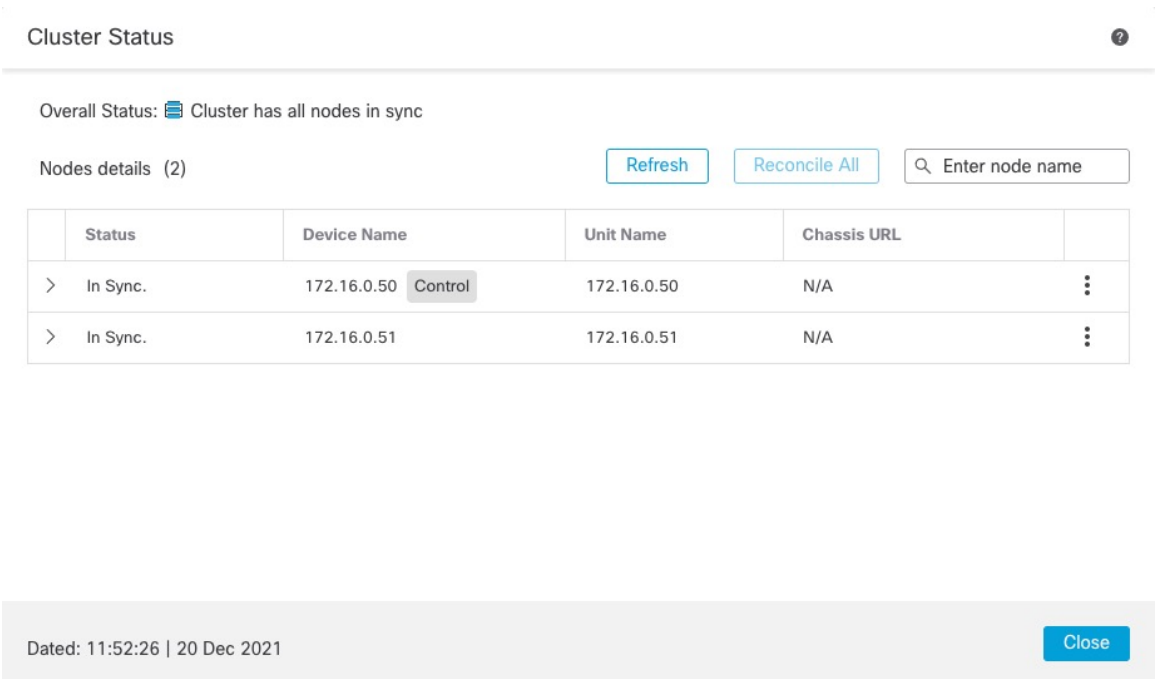 Cluster Status
Overall Status: Cluster has all nodes in sync
Nodes details (2) Refresh Reconcile All Enter node name
Status Device Name Unit Name Chassis URL
In Sync. 172.16.0.50 Control 172.16.0.50 N/A
In Sync. 172.16.0.51 172.16.0.51 N/A
Dated: 11:52:26 | 20 Dec 2021 Close